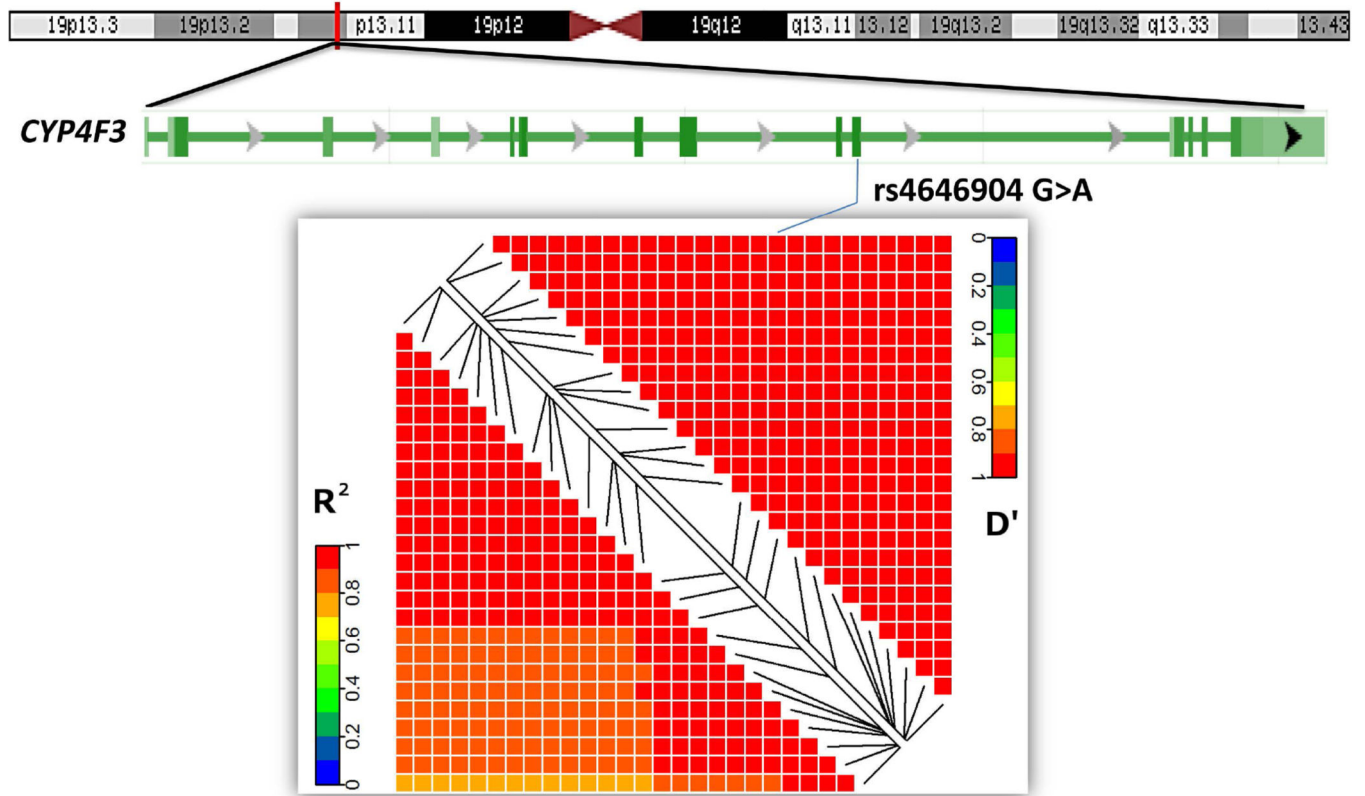 19p13.3 19p13.2 p13.11 19p12 19q12 q13.11 13.12 19q13.2 19q13.32 q13.33 13.43
CYP4F3
rs4646904 G>A
0 0.2 0.4 0.6 0.8 1
D'
R²
1 0.8 0.6 0.4 0.2 0